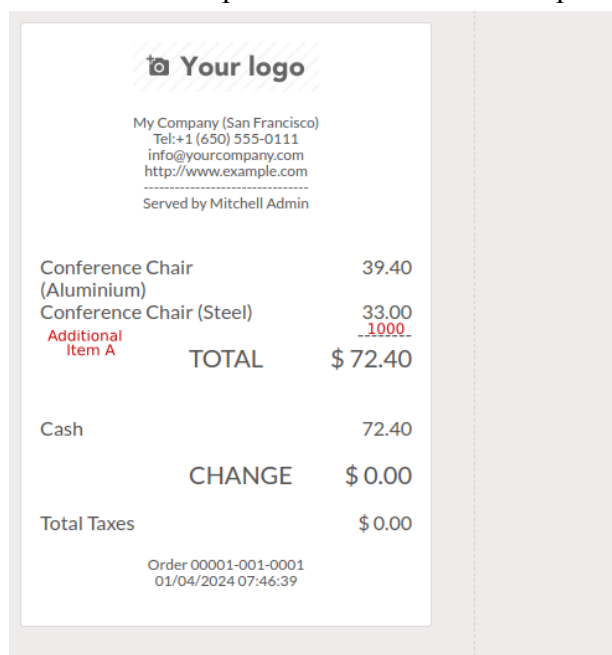 Your logo
My Company (San Francisco)
Tel:+1 (650) 555-0111
info@yourcompany.com
http://www.example.com
--------------------------------
Served by Mitchell Admin
Conference Chair 39.40
(Aluminium)
Conference Chair (Steel) 33.00
Additional 1000
Item A
TOTAL $ 72.40
Cash 72.40
CHANGE $ 0.00
Total Taxes $ 0.00
Order 00001-001-0001
01/04/2024 07:46:39